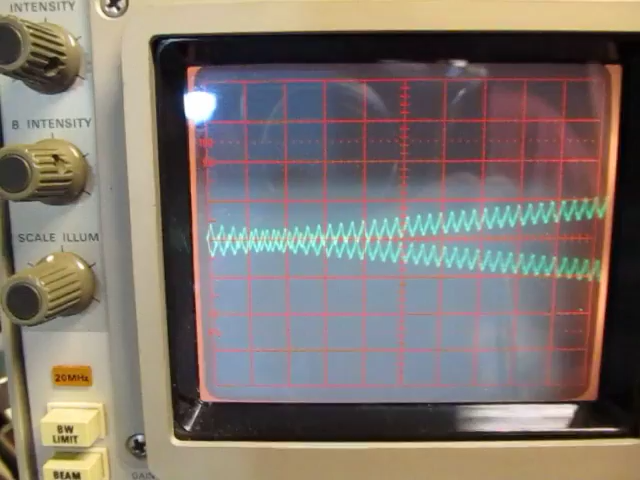 INTENSITY
B INTENSITY
SCALE ILLUM
20MHz
BW
LIMIT
BEAM